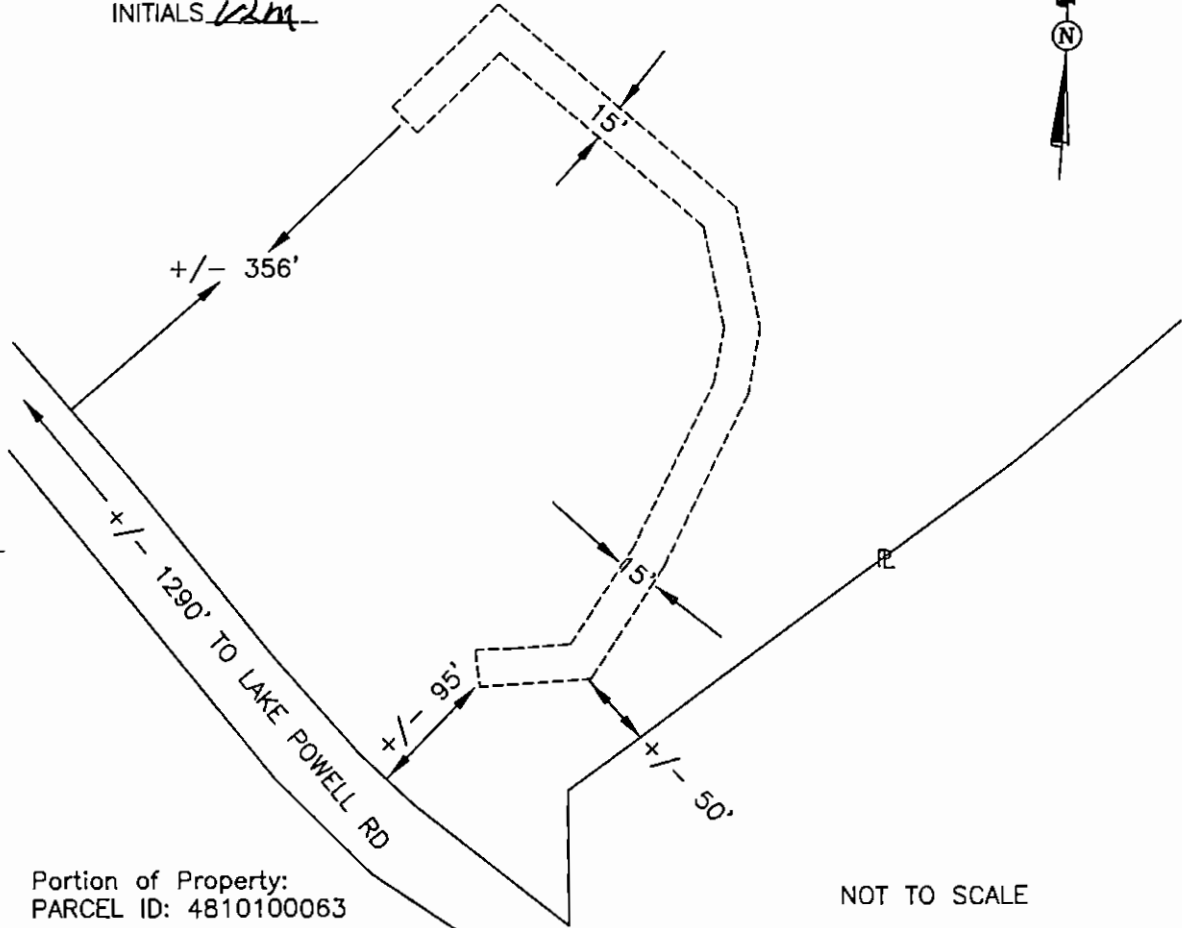 INITIALS
N
15'
+/- 356'
+/- 1290' TO LAKE POWELL RD
15'
PL
+/- 95'
+/- 50'
Portion of Property:
PARCEL ID: 4810100063
NOT TO SCALE